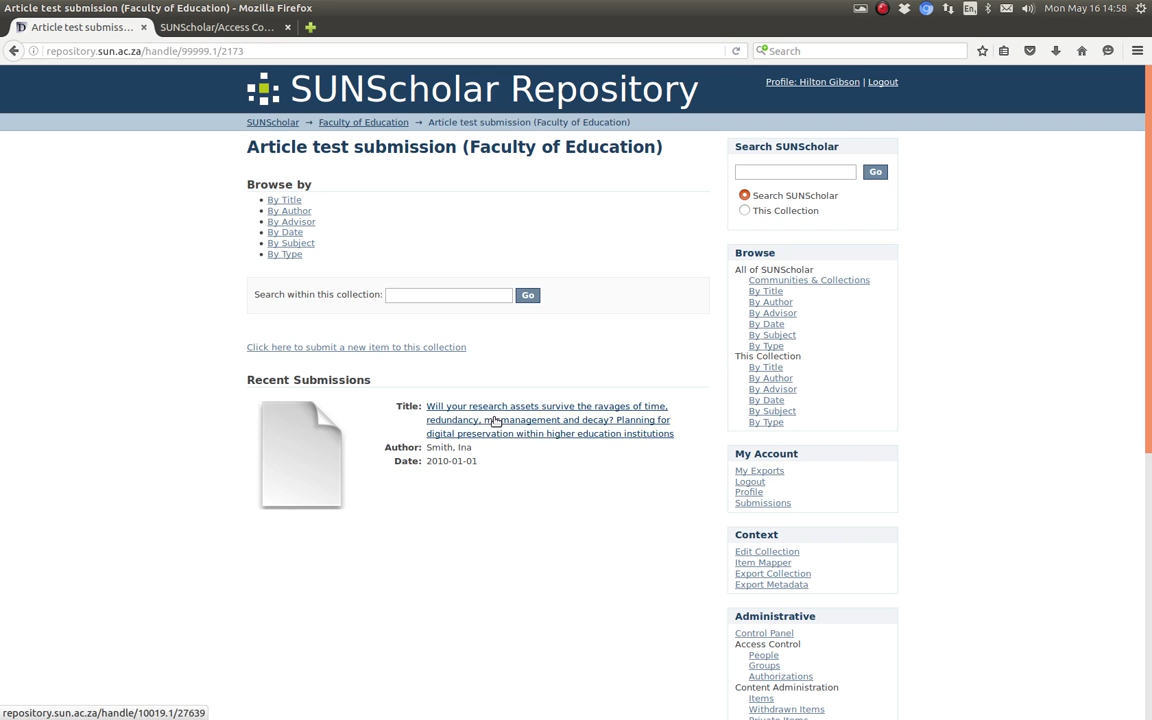 Article test submission (Faculty of Education) - Mozilla Firefox
En
Mon May 16 14:58
Article test submiss...
SUNScholar/Access Co...
repository.sun.ac.za/handle/99999.1/2173
Search
SUNScholar Repository
Profile: Hilton Gibson | Logout
SUNScholar → Faculty of Education → Article test submission (Faculty of Education)
Article test submission (Faculty of Education)
Browse by
By Title
By Author
By Advisor
By Date
By Subject
By Type
Search within this collection:
Go
Click here to submit a new item to this collection
Recent Submissions
Title: Will your research assets survive the ravages of time,
redundancy, mismanagement and decay? Planning for
digital preservation within higher education institutions
Author: Smith, Ina
Date: 2010-01-01
Search SUNScholar
Go
Search SUNScholar
This Collection
Browse
All of SUNScholar
Communities & Collections
By Title
By Author
By Advisor
By Date
By Subject
By Type
This Collection
By Title
By Author
By Advisor
By Date
By Subject
By Type
My Account
My Exports
Logout
Profile
Submissions
Context
Edit Collection
Item Mapper
Export Collection
Export Metadata
Administrative
Control Panel
Access Control
People
Groups
Authorizations
Content Administration
Items
Withdrawn Items
Private Items
repository.sun.ac.za/handle/10019.1/27639